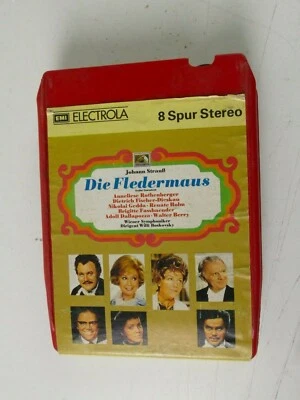 EMI ELECTROLA
8 Spur Stereo
Johann Strauß
Die Fledermaus
Anneliese Rothenberger
Dietrich Fischer-Dieskau
Nikolai Gedda · Renate Holm
Brigitte Fassbaender
Adolf Dallapozza · Walter Berry
Wiener Symphoniker
Dirigent Willi Boskovsky